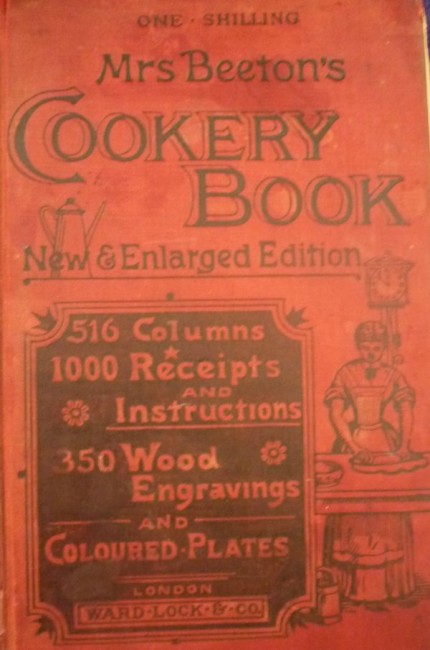 ONE · SHILLING
Mrs Beeton's
COOKERY
BOOK
New & Enlarged Edition
516 Columns
1000 Receipts
AND
Instructions
350 Wood
Engravings
AND
COLOURED · PLATES
LONDON
WARD · LOCK · & · CO.